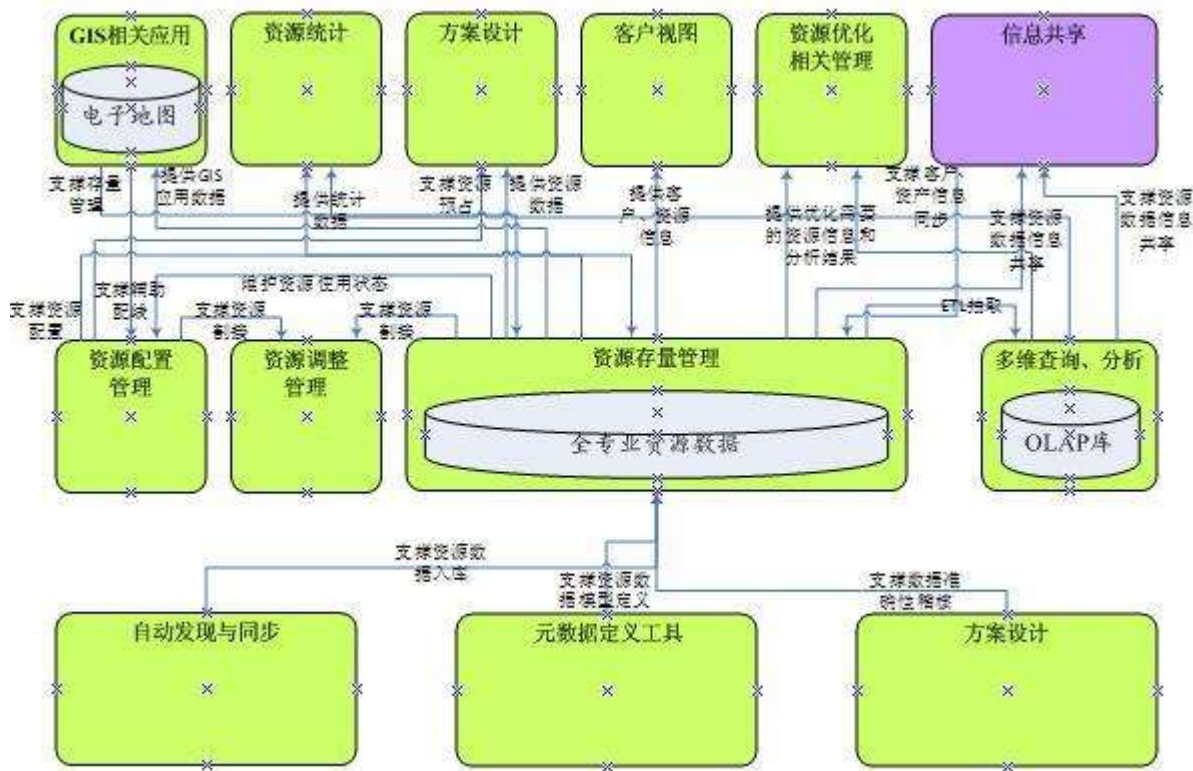 GIS相关应用
电子地图
资源统计
方案设计
客户视图
资源优化
相关管理
信息共享
支撑存量
管理
提供GIS
应用数据
提供统计
数据
支撑资源
预占
提供资源
数据
提供客
户、资源
信息
提供优化需要
的资源信息和
分析结果
支撑客户、
资产信息
同步
支撑资源
数据信息
共享
支撑资源
数据信息
共享
支撑资源
配置
支撑辅助
配线
维护资源使用状态
支撑资源
割接
支撑资源
割接
ETL抽取
资源配置
管理
资源调整
管理
资源存量管理
全专业资源数据
多维查询、分析
OLAP库
支撑资源数
据入库
支撑资源数
据模型定义
支撑数据准
确性稽核
自动发现与同步
元数据定义工具
方案设计